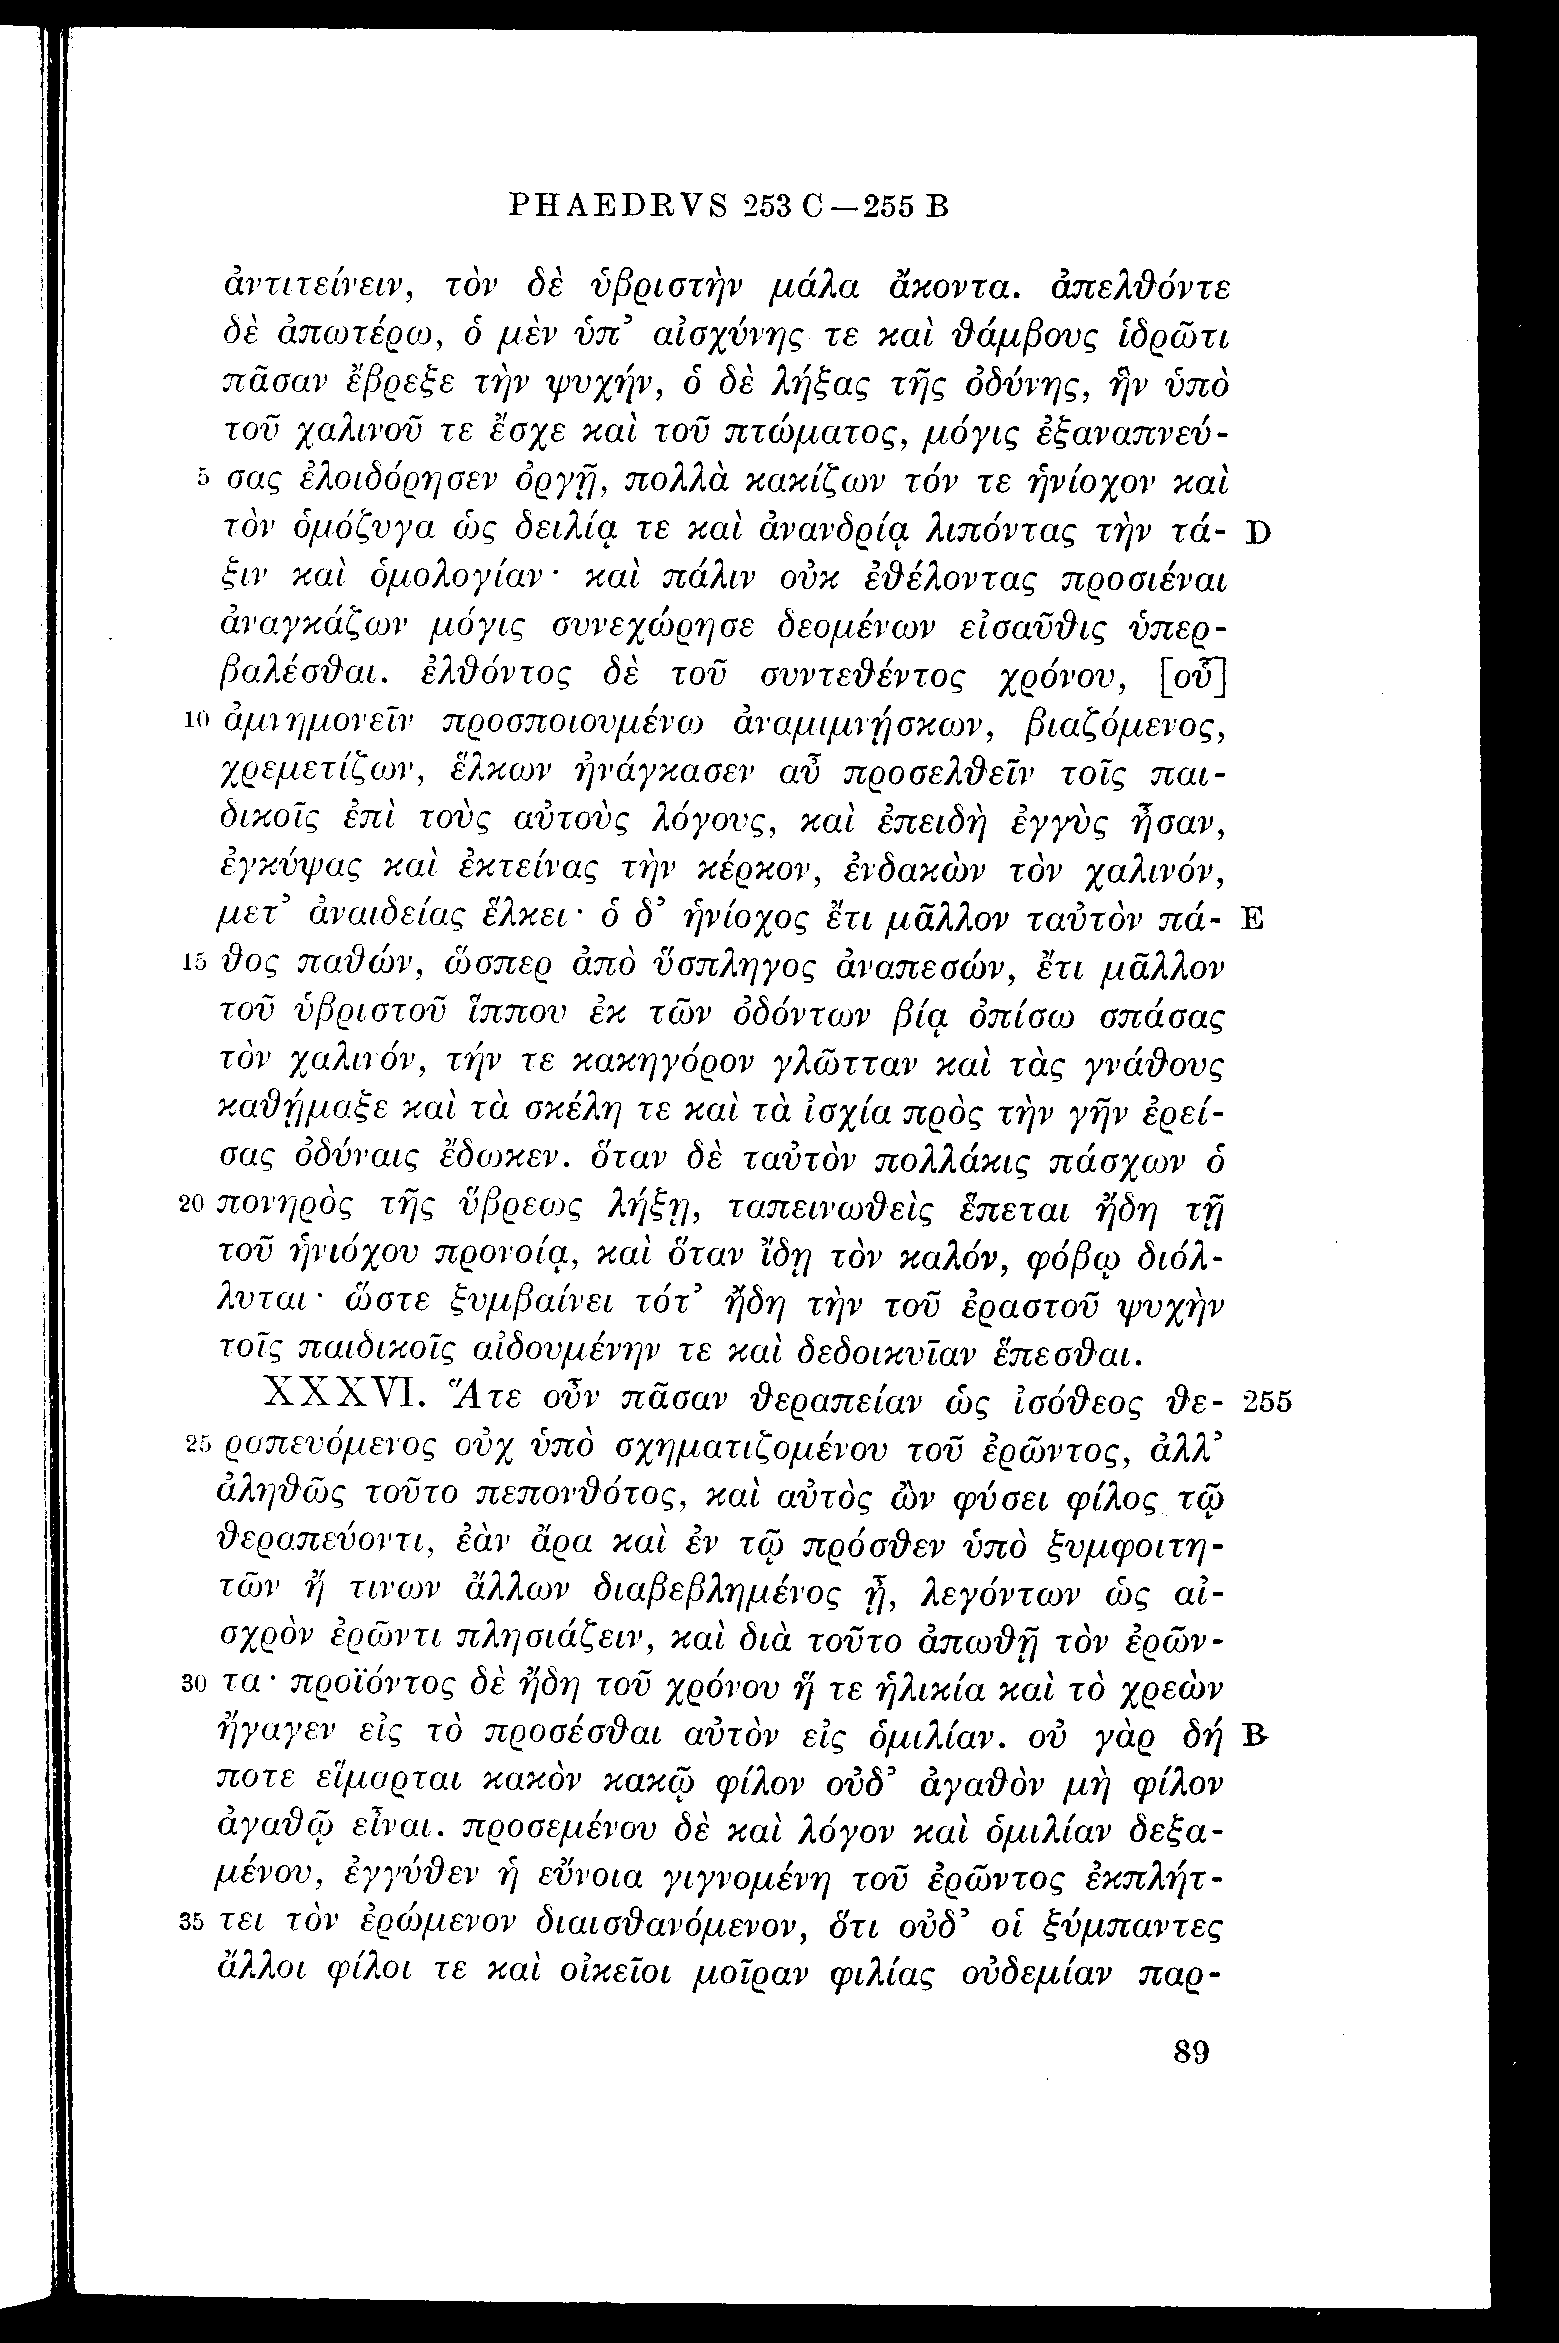 PHAEDRVS 253 C—255 B
ἀντιτείνειν, τὸν δὲ ὑβριστὴν μάλα ἄκοντα. ἀπελθόντε
δὲ ἀπωτέρω, ὁ μὲν ὑπ’ αἰσχύνης τε καὶ θάμβους ἱδρῶτι
πᾶσαν ἔβρεξε τὴν ψυχήν, ὁ δὲ λήξας τῆς ὀδύνης, ἣν ὑπὸ
τοῦ χαλινοῦ τε ἔσχε καὶ τοῦ πτώματος, μόγις ἐξαναπνεύ-
5 σας ἐλοιδόρησεν ὀργῇ, πολλὰ κακίζων τόν τε ἡνίοχον καὶ
τὸν ὁμόζυγα ὡς δειλίᾳ τε καὶ ἀνανδρίᾳ λιπόντας τὴν τά- D
ξιν καὶ ὁμολογίαν· καὶ πάλιν οὐκ ἐθέλοντας προσιέναι
ἀναγκάζων μόγις συνεχώρησε δεομένων εἰσαῦθις ὑπερ-
βαλέσθαι. ἐλθόντος δὲ τοῦ συντεθέντος χρόνου, [οὗ]
10 ἀμνημονεῖν προσποιουμένω ἀναμιμνῄσκων, βιαζόμενος,
χρεμετίζων, ἕλκων ἠνάγκασεν αὖ προσελθεῖν τοῖς παι-
δικοῖς ἐπὶ τοὺς αὐτοὺς λόγους, καὶ ἐπειδὴ ἐγγὺς ἦσαν,
ἐγκύψας καὶ ἐκτείνας τὴν κέρκον, ἐνδακὼν τὸν χαλινόν,
μετ’ ἀναιδείας ἕλκει· ὁ δ’ ἡνίοχος ἔτι μᾶλλον ταὐτὸν πά- E
15 θος παθών, ὥσπερ ἀπὸ ὕσπληγος ἀναπεσών, ἔτι μᾶλλον
τοῦ ὑβριστοῦ ἵππου ἐκ τῶν ὀδόντων βίᾳ ὀπίσω σπάσας
τὸν χαλινόν, τήν τε κακηγόρον γλῶτταν καὶ τὰς γνάθους
καθῄμαξε καὶ τὰ σκέλη τε καὶ τὰ ἰσχία πρὸς τὴν γῆν ἐρεί-
σας ὀδύναις ἔδωκεν. ὅταν δὲ ταὐτὸν πολλάκις πάσχων ὁ
20 πονηρὸς τῆς ὕβρεως λήξῃ, ταπεινωθεὶς ἕπεται ἤδη τῇ
τοῦ ἡνιόχου προνοίᾳ, καὶ ὅταν ἴδῃ τὸν καλόν, φόβῳ διόλ-
λυται· ὥστε ξυμβαίνει τότ’ ἤδη τὴν τοῦ ἐραστοῦ ψυχὴν
τοῖς παιδικοῖς αἰδουμένην τε καὶ δεδοικυῖαν ἕπεσθαι.
XXXVI. Ἅτε οὖν πᾶσαν θεραπείαν ὡς ἰσόθεος θε- 255
25 ραπευόμενος οὐχ ὑπὸ σχηματιζομένου τοῦ ἐρῶντος, ἀλλ’
ἀληθῶς τοῦτο πεπονθότος, καὶ αὐτὸς ὢν φύσει φίλος τῷ
θεραπεύοντι, ἐὰν ἄρα καὶ ἐν τῷ πρόσθεν ὑπὸ ξυμφοιτη-
τῶν ἤ τινων ἄλλων διαβεβλημένος ᾖ, λεγόντων ὡς αἰ-
σχρὸν ἐρῶντι πλησιάζειν, καὶ διὰ τοῦτο ἀπωθῇ τὸν ἐρῶν-
30 τα· προϊόντος δὲ ἤδη τοῦ χρόνου ἥ τε ἡλικία καὶ τὸ χρεὼν
ἤγαγεν εἰς τὸ προσέσθαι αὐτὸν εἰς ὁμιλίαν. οὐ γὰρ δή B
ποτε εἵμαρται κακὸν κακῷ φίλον οὐδ’ ἀγαθὸν μὴ φίλον
ἀγαθῷ εἶναι. προσεμένου δὲ καὶ λόγον καὶ ὁμιλίαν δεξα-
μένου, ἐγγύθεν ἡ εὔνοια γιγνομένη τοῦ ἐρῶντος ἐκπλήτ-
35 τει τὸν ἐρώμενον διαισθανόμενον, ὅτι οὐδ’ οἱ ξύμπαντες
ἄλλοι φίλοι τε καὶ οἰκεῖοι μοῖραν φιλίας οὐδεμίαν παρ-
89